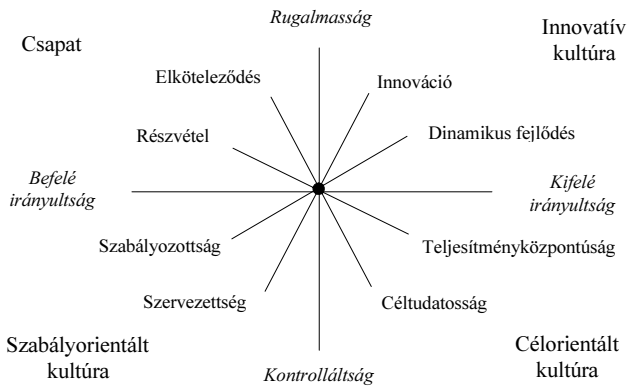 Rugalmasság
Csapat
Innovatív
kultúra
Elköteleződés
Innováció
Részvétel
Dinamikus fejlődés
Befelé
irányultság
Kifelé
irányultság
Szabályozottság
Teljesítményközpontúság
Szervezettség
Céltudatosság
Szabályorientált
kultúra
Kontrolláltság
Célorientált
kultúra